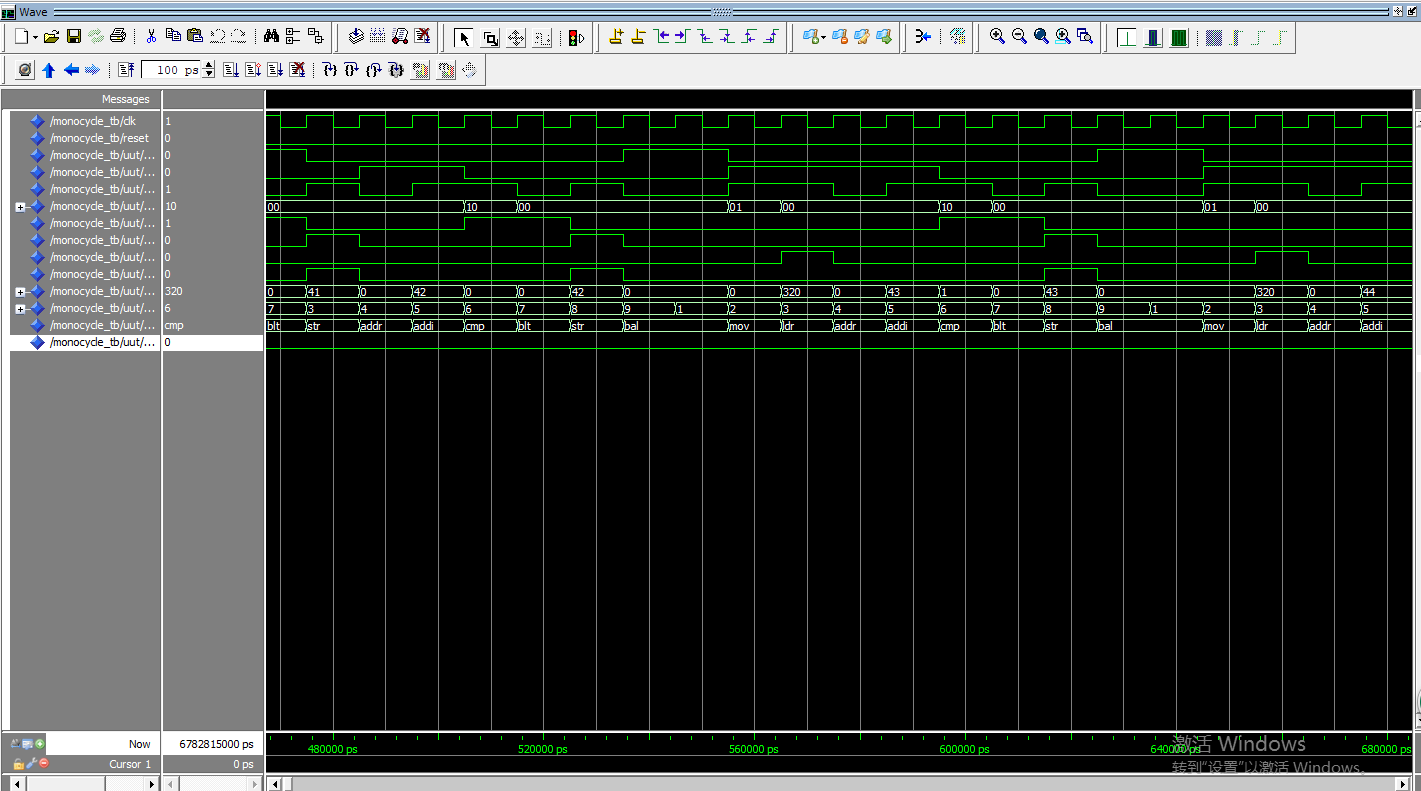 Wave
100 ps
Messages
/monocycle_tb/clk 1
/monocycle_tb/reset 0
/monocycle_tb/uut/... 0
/monocycle_tb/uut/... 0
/monocycle_tb/uut/... 1
/monocycle_tb/uut/... 10 00 10 00 01 00 10 00 01 00
/monocycle_tb/uut/... 1
/monocycle_tb/uut/... 0
/monocycle_tb/uut/... 0
/monocycle_tb/uut/... 0
/monocycle_tb/uut/... 320 0 41 0 42 0 0 42 0 0 320 0 43 1 0 43 0 320 0 44
/monocycle_tb/uut/... 6 7 3 4 5 6 7 8 9 1 2 3 4 5 6 7 8 9 1 2 3 4 5
/monocycle_tb/uut/... cmp blt str addr addi cmp blt str bal mov ldr addr addi cmp blt str bal mov ldr addr addi
/monocycle_tb/uut/... 0
Now 6782815000 ps 480000 ps 520000 ps 560000 ps 600000 ps 640000 ps 680000 ps
Cursor 1 0 ps
激活 Windows
转到"设置"以激活 Windows。